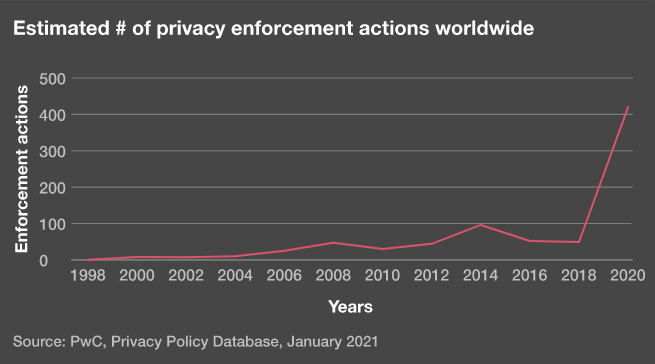 Estimated # of privacy enforcement actions worldwide
Enforcement actions
500
400
300
200
100
0
1998 2000 2002 2004 2006 2008 2010 2012 2014 2016 2018 2020
Years
Source: PwC, Privacy Policy Database, January 2021